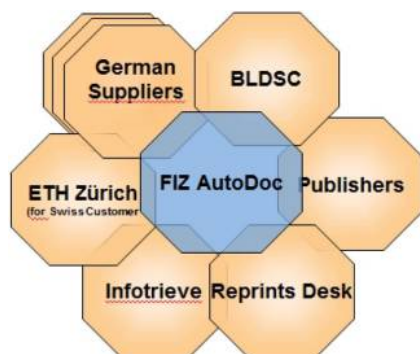 German
Suppliers
BLDSC
FIZ AutoDoc
Publishers
ETH Zürich
(for Swiss Customer
Infotrieve
Reprints Desk